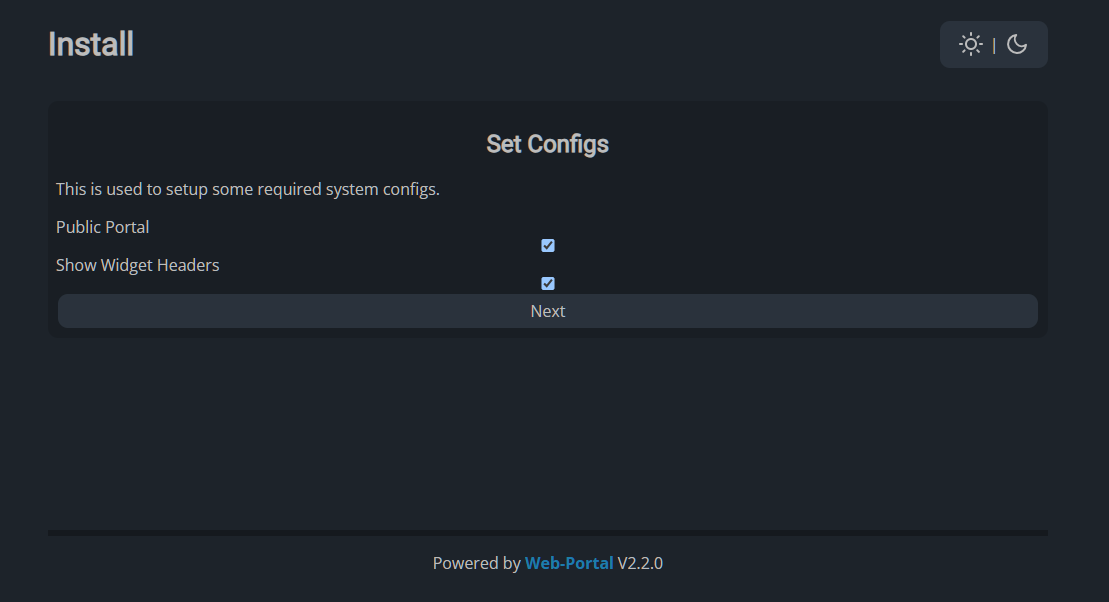 Install
|
Set Configs
This is used to setup some required system configs.
Public Portal
Show Widget Headers
Next
Powered by Web-Portal V2.2.0